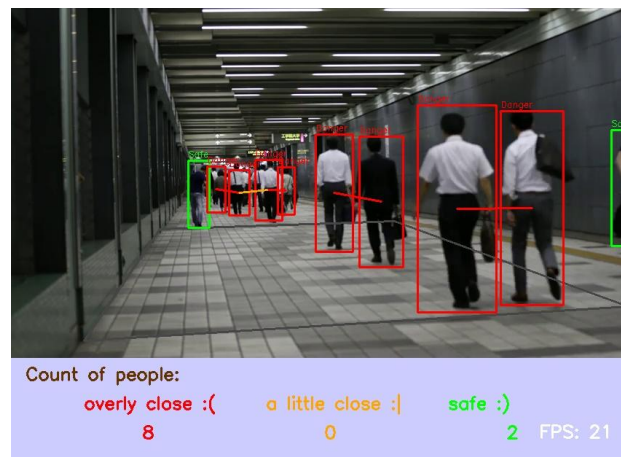 Safe
Danger
Danger
Danger
Danger
Count of people:
overly close :( a little close :| safe :)
8 0 2 FPS: 21